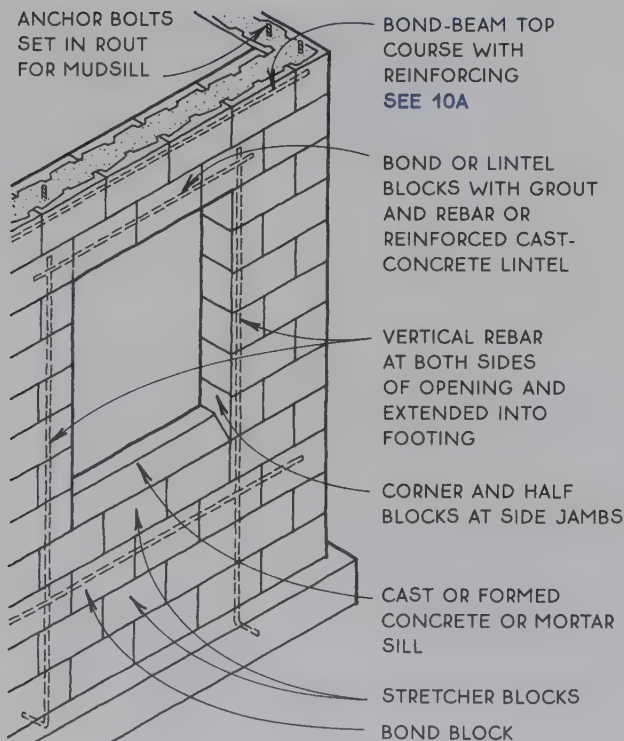 ANCHOR BOLTS
SET IN ROUT
FOR MUDSILL
BOND-BEAM TOP
COURSE WITH
REINFORCING
SEE 10A
BOND OR LINTEL
BLOCKS WITH GROUT
AND REBAR OR
REINFORCED CAST-
CONCRETE LINTEL
VERTICAL REBAR
AT BOTH SIDES
OF OPENING AND
EXTENDED INTO
FOOTING
CORNER AND HALF
BLOCKS AT SIDE JAMBS
CAST OR FORMED
CONCRETE OR MORTAR
SILL
STRETCHER BLOCKS
BOND BLOCK